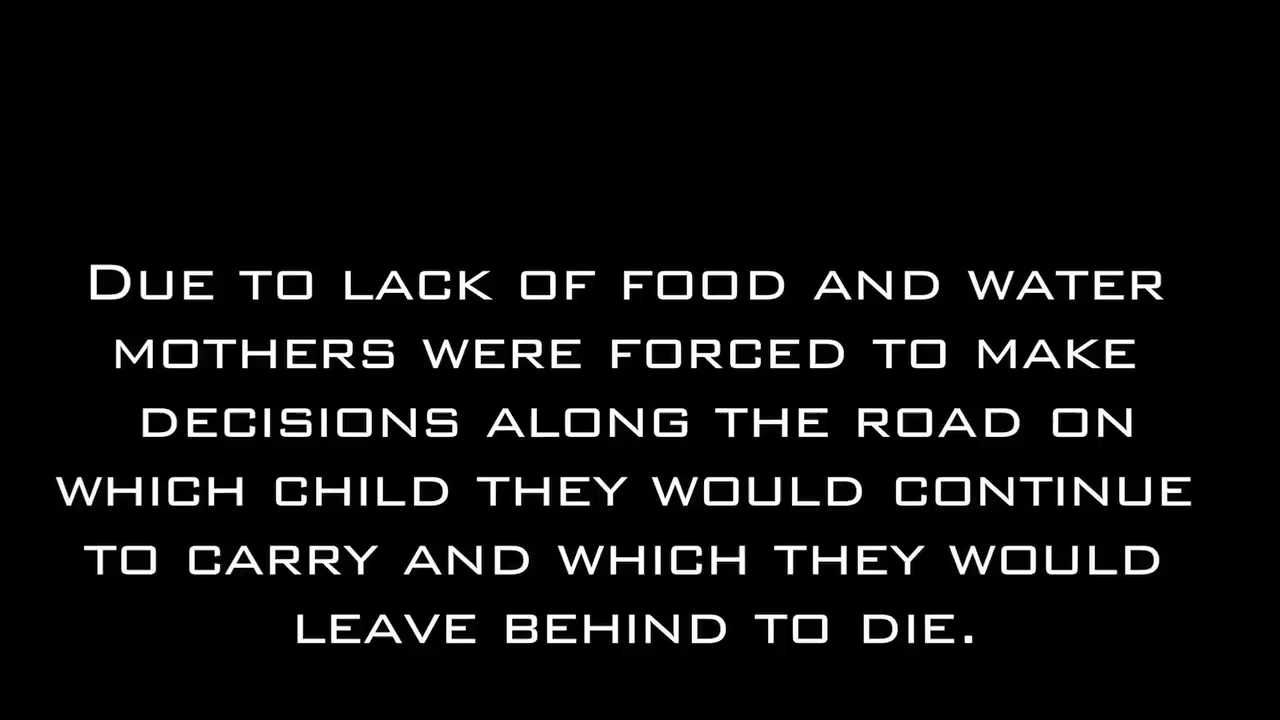 Due to lack of food and water
mothers were forced to make
decisions along the road on
which child they would continue
to carry and which they would
leave behind to die.